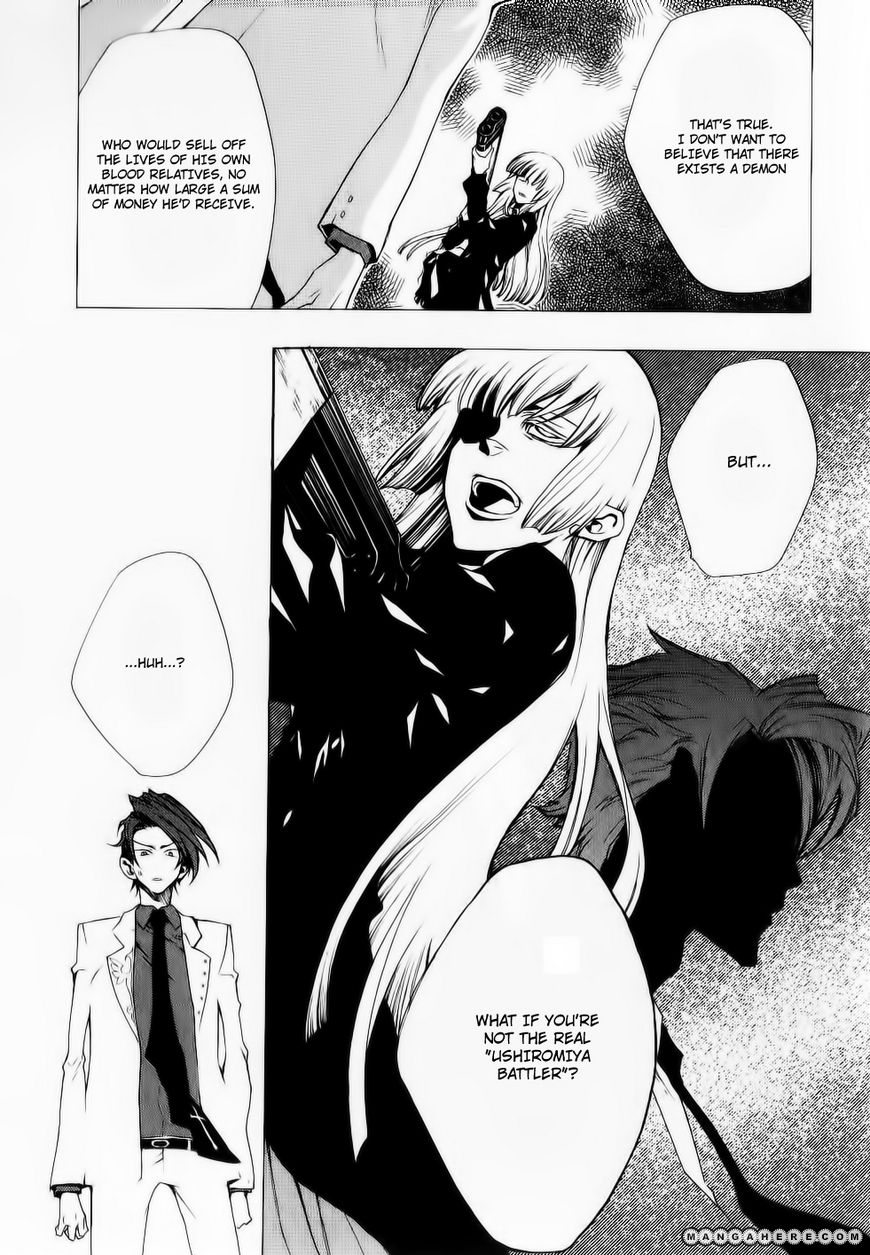 THAT'S TRUE.
I DON'T WANT TO
BELIEVE THAT THERE
EXISTS A DEMON
WHO WOULD SELL OFF
THE LIVES OF HIS OWN
BLOOD RELATIVES, NO
MATTER HOW LARGE A SUM
OF MONEY HE'D RECEIVE.
BUT...
...HUH...?
WHAT IF YOU'RE
NOT THE REAL
"USHIROMIYA
BATTLER"?
MANGAHERE.COM